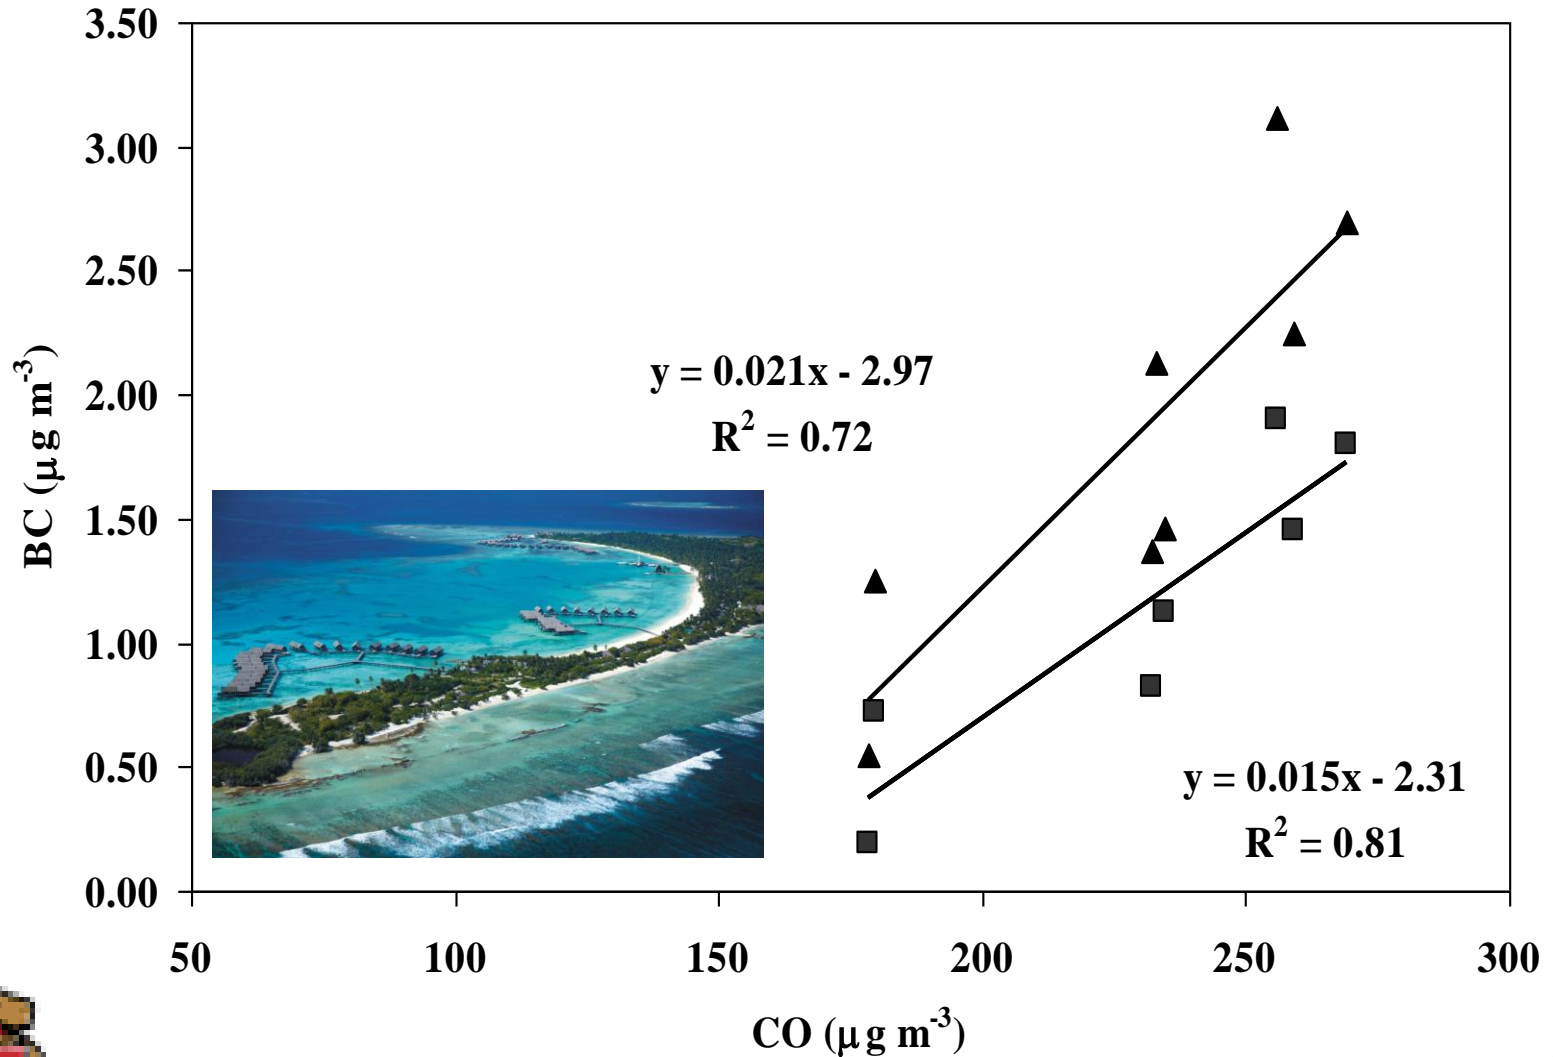 3.50
3.00
2.50
2.00
1.50
1.00
0.50
0.00
BC (μg m⁻³)
y = 0.021x - 2.97
R² = 0.72
y = 0.015x - 2.31
R² = 0.81
50 100 150 200 250 300
CO (μg m⁻³)